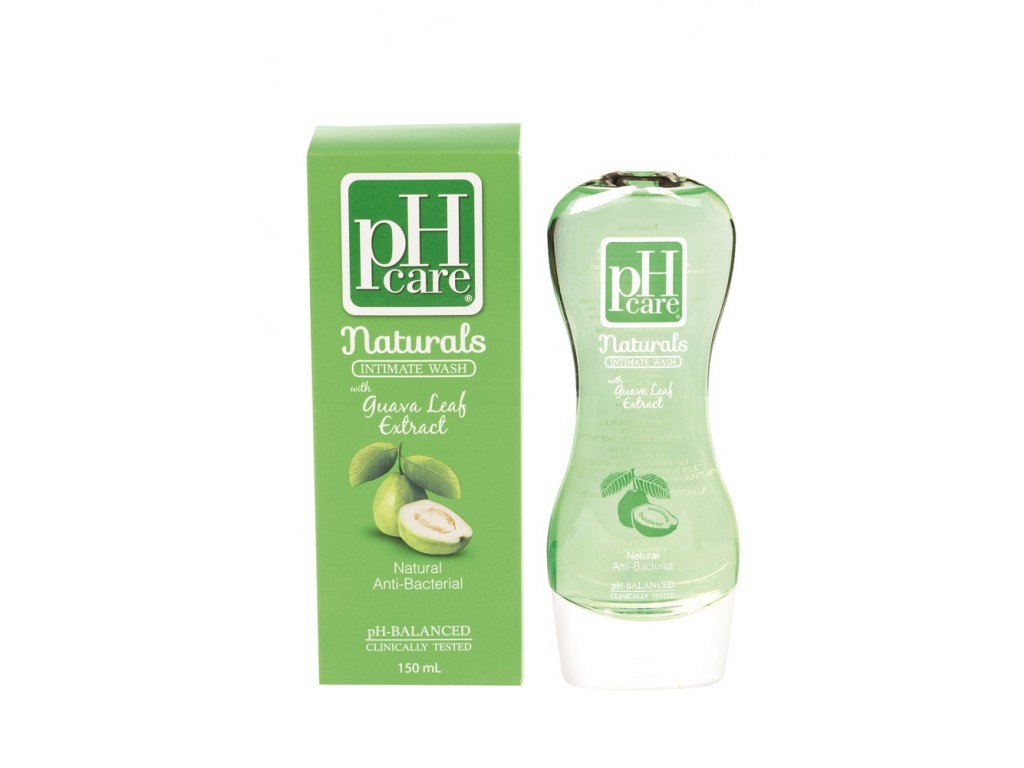 pH
care®
Naturals
INTIMATE WASH
with
Guava Leaf
Extract
Natural
Anti-Bacterial
pH-BALANCED
CLINICALLY TESTED
150 mL
pH
care
Naturals
INTIMATE WASH
with
Guava Leaf
Extract
Natural
Anti-Bacterial
pH-BALANCED
CLINICALLY TESTED